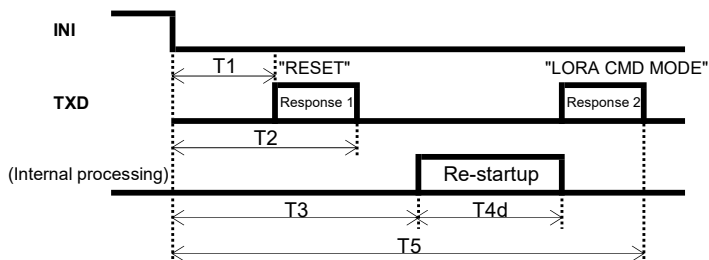 INI
T1
"RESET"
"LORA CMD MODE"
TXD
Response 1
Response 2
T2
(Internal processing)
Re-startup
T3
T4d
T5